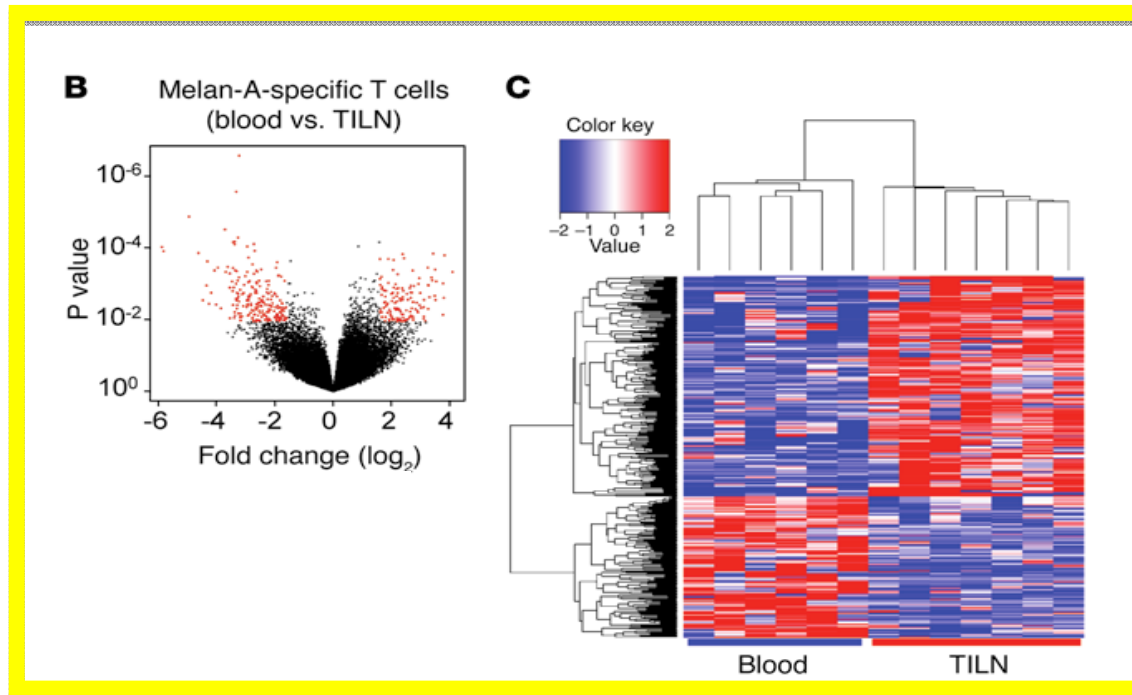 B
Melan-A-specific T cells
(blood vs. TILN)
10⁻⁶
10⁻⁴
10⁻²
10⁰
P value
-6 -4 -2 0 2 4
Fold change (log₂)
C
Color key
−2 −1 0 1 2
Value
Blood
TILN